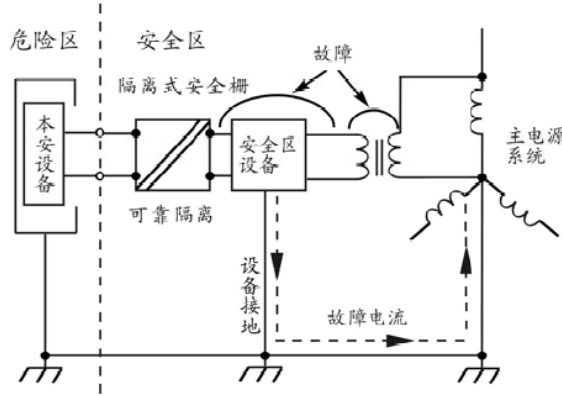 危险区
安全区
故障
隔离式安全栅
本安设备
安全区
设备
主电源
系统
可靠隔离
设备接地
故障电流